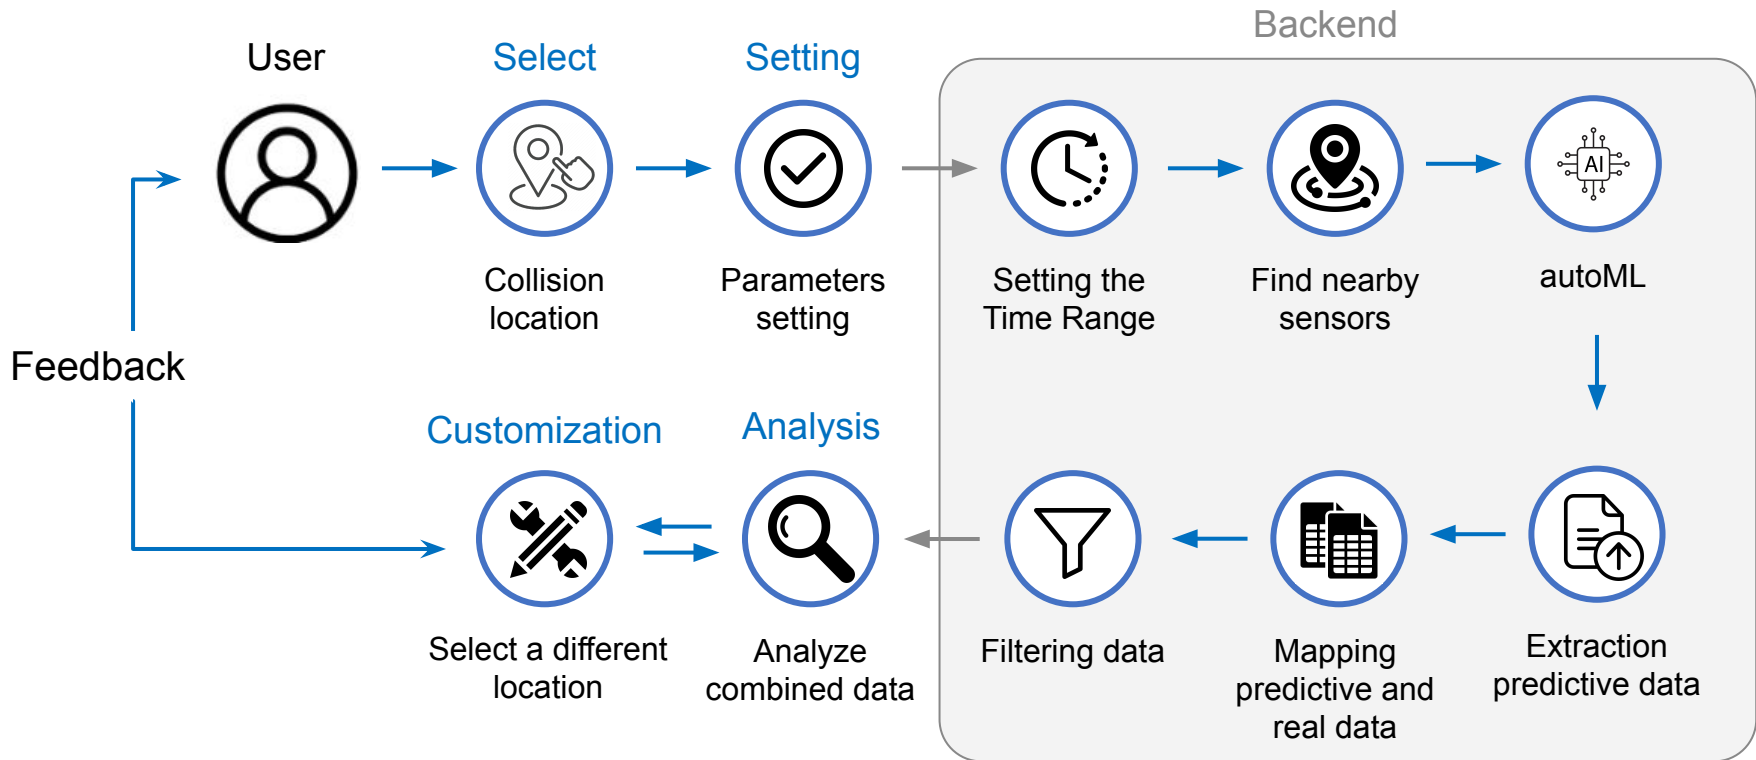 Backend
User
Select
Setting
AI
Collision
location
Parameters
setting
Setting the
Time Range
Find nearby
sensors
autoML
Feedback
Customization
Analysis
Select a different
location
Analyze
combined data
Filtering data
Mapping
predictive and
real data
Extraction
predictive data